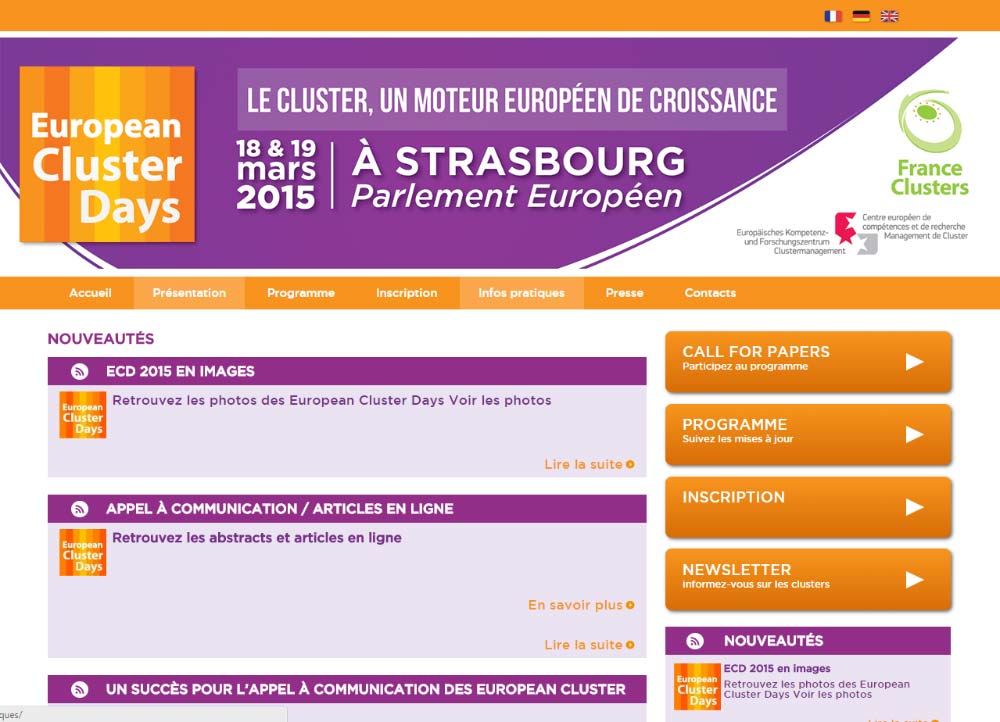 European
Cluster
Days
LE CLUSTER, UN MOTEUR EUROPÉEN DE CROISSANCE
18 & 19
mars
2015
À STRASBOURG
Parlement Européen
France
Clusters
Europäisches Kompetenz-
und Forschungszentrum
Clustermanagement
Centre européen de
compétences et de recherche
Management de Cluster
Accueil
Présentation
Programme
Inscription
Infos pratiques
Presse
Contacts
NOUVEAUTÉS
ECD 2015 EN IMAGES
European
Cluster
Days
Retrouvez les photos des European Cluster Days Voir les photos
Lire la suite
APPEL À COMMUNICATION / ARTICLES EN LIGNE
European
Cluster
Days
Retrouvez les abstracts et articles en ligne
En savoir plus
Lire la suite
UN SUCCÈS POUR L'APPEL À COMMUNICATION DES EUROPEAN CLUSTER
CALL FOR PAPERS
Participez au programme
PROGRAMME
Suivez les mises à jour
INSCRIPTION
NEWSLETTER
informez-vous sur les clusters
NOUVEAUTÉS
European
Cluster
Days
ECD 2015 en images
Retrouvez les photos des European
Cluster Days Voir les photos
Lire la suite
ques/